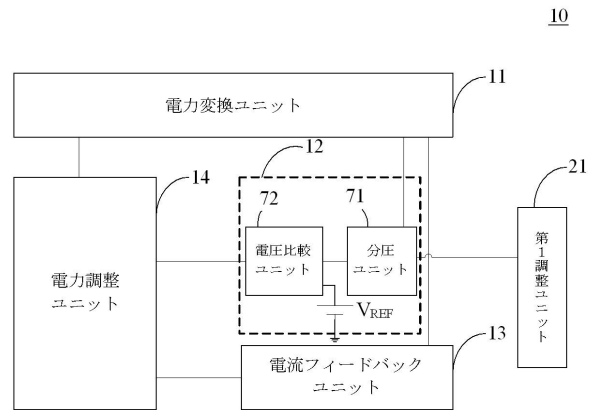 10
電力変換ユニット
11
12
14
72
71
21
電圧比較
ユニット
分圧
ユニット
第1調整ユニット
電力調整
ユニット
VREF
13
電流フィードバック
ユニット